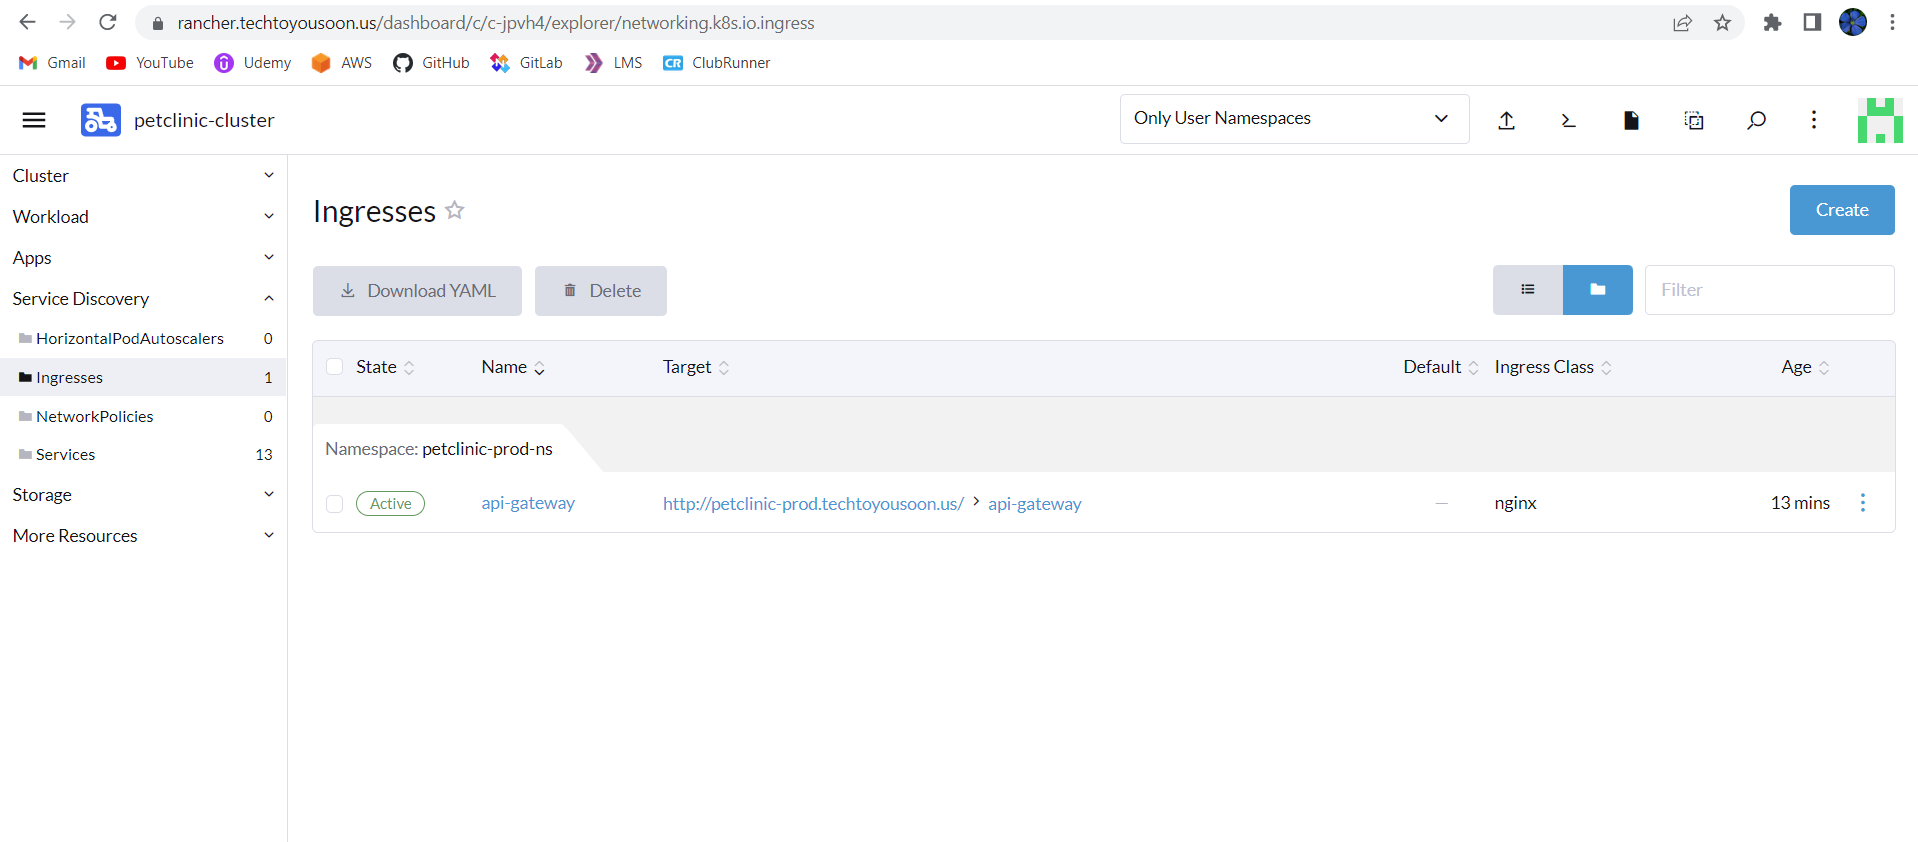 rancher.techtoyousoon.us/dashboard/c/c-jpvh4/explorer/networking.k8s.io.ingress
Gmail YouTube Udemy AWS GitHub GitLab LMS CR ClubRunner
petclinic-cluster Only User Namespaces
Cluster
Workload
Apps
Service Discovery
HorizontalPodAutoscalers 0
Ingresses 1
NetworkPolicies 0
Services 13
Storage
More Resources
Ingresses Create
Download YAML Delete Filter
State Name Target Default Ingress Class Age
Namespace: petclinic-prod-ns
Active api-gateway http://petclinic-prod.techtoyousoon.us/ > api-gateway — nginx 13 mins